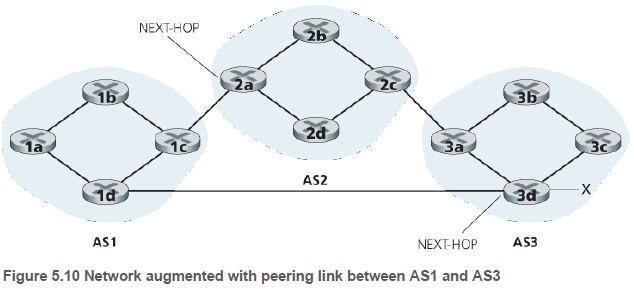 NEXT-HOP
2b
2a
2c
2d
1b
1a
1c
1d
3b
3a
3c
3d
X
AS2
AS1
NEXT-HOP
AS3
Figure 5.10 Network augmented with peering link between AS1 and AS3